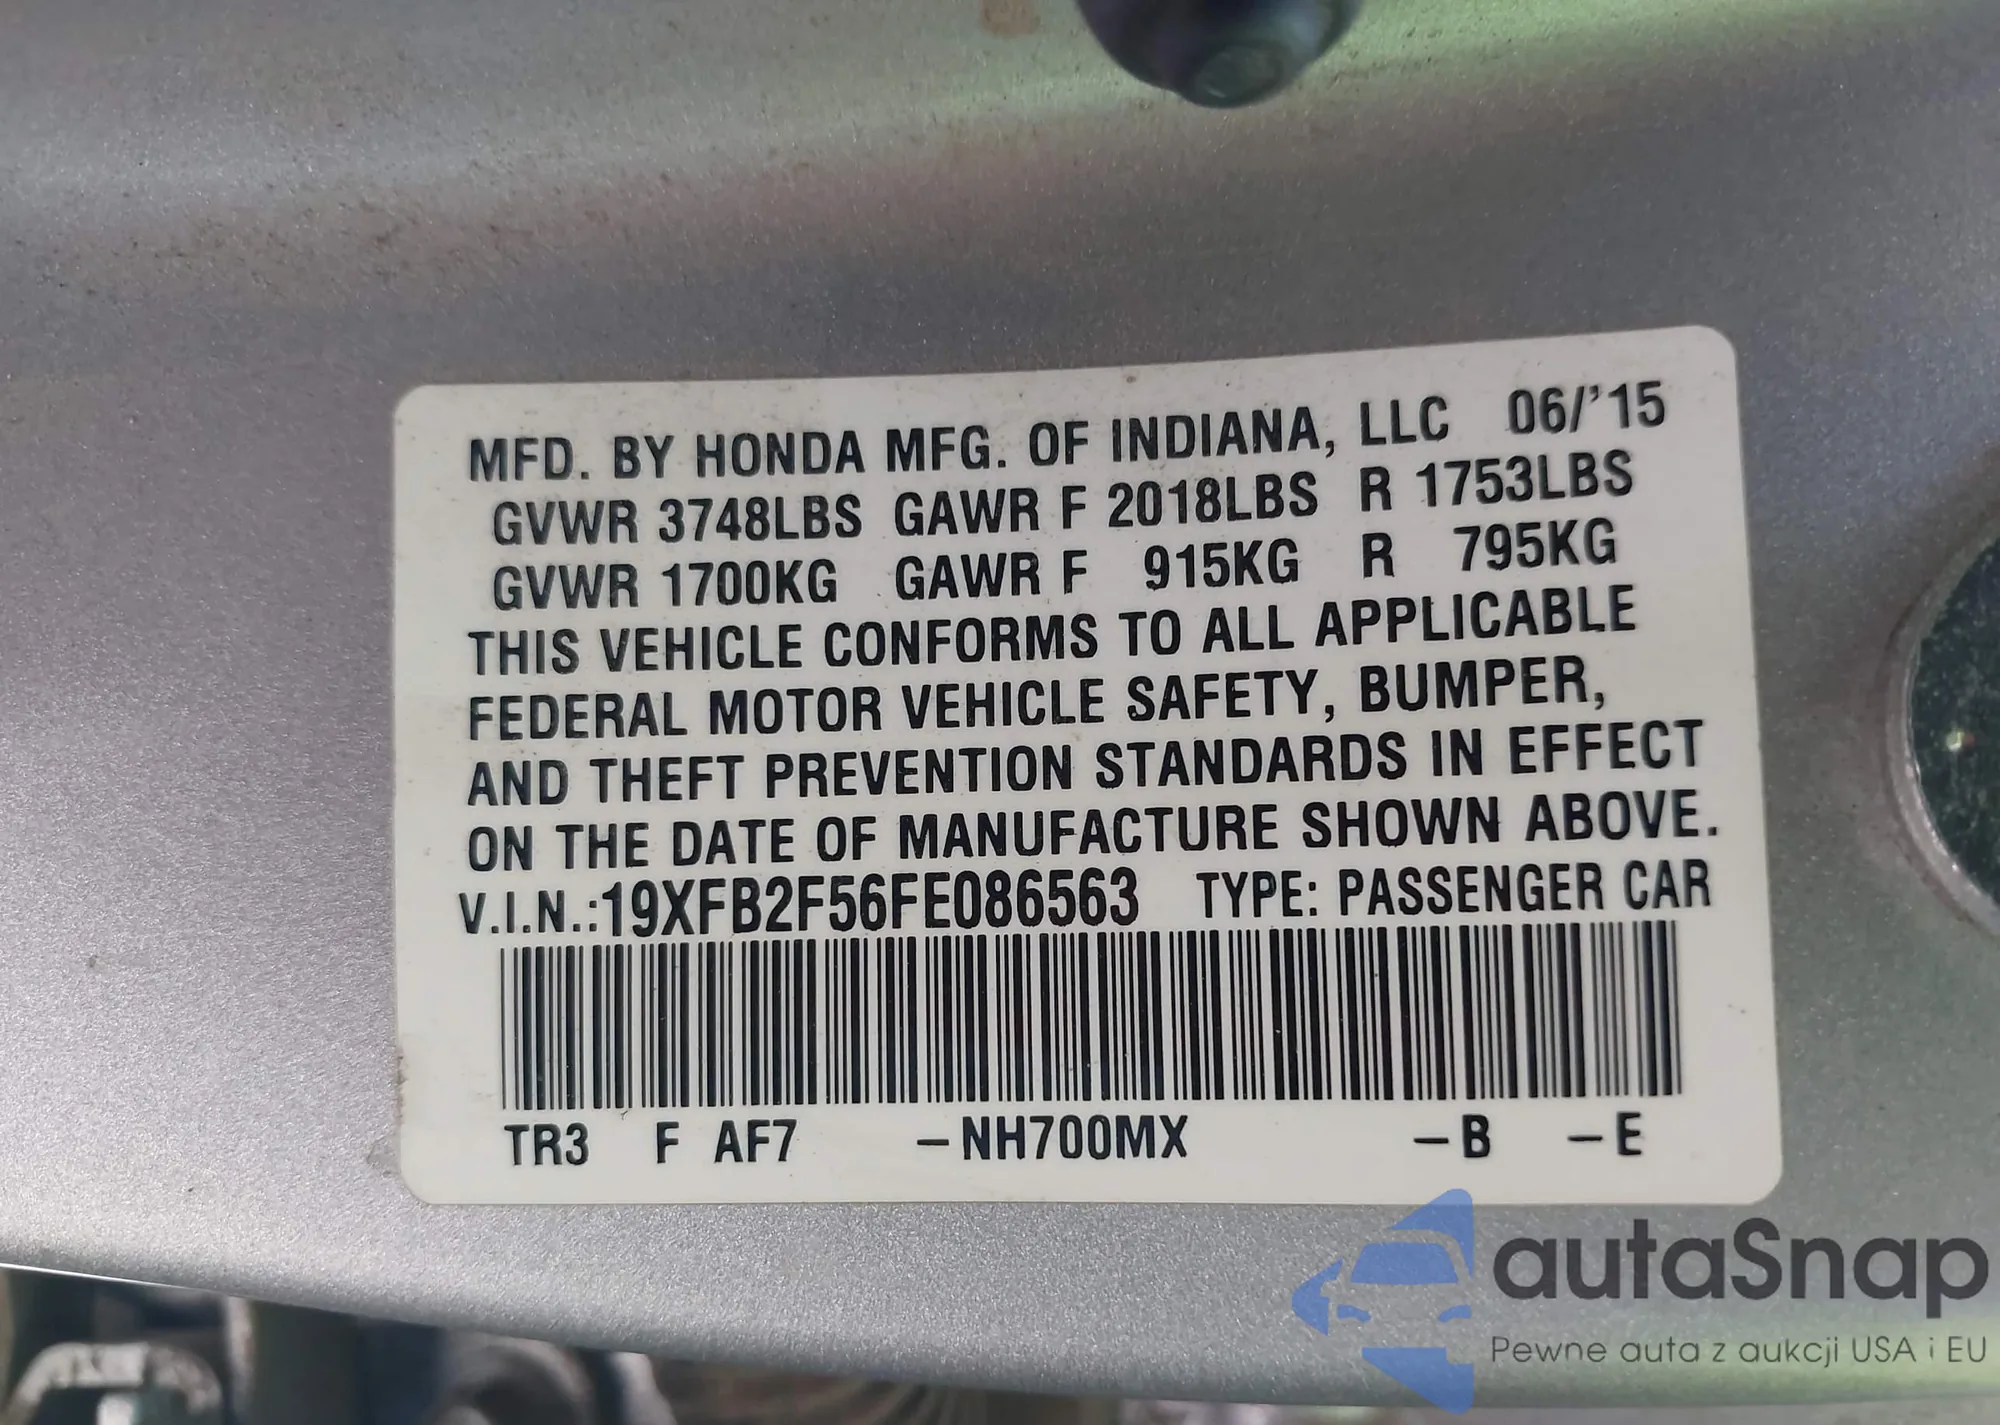 MFD. BY HONDA MFG. OF INDIANA, LLC 06/'15
GVWR 3748LBS GAWR F 2018LBS R 1753LBS
GVWR 1700KG GAWR F 915KG R 795KG
THIS VEHICLE CONFORMS TO ALL APPLICABLE
FEDERAL MOTOR VEHICLE SAFETY, BUMPER,
AND THEFT PREVENTION STANDARDS IN EFFECT
ON THE DATE OF MANUFACTURE SHOWN ABOVE.
V.I.N.:19XFB2F56FE086563 TYPE: PASSENGER CAR
TR3 F AF7 –NH700MX –B –E
autaSnap
Pewne auta z aukcji USA i EU